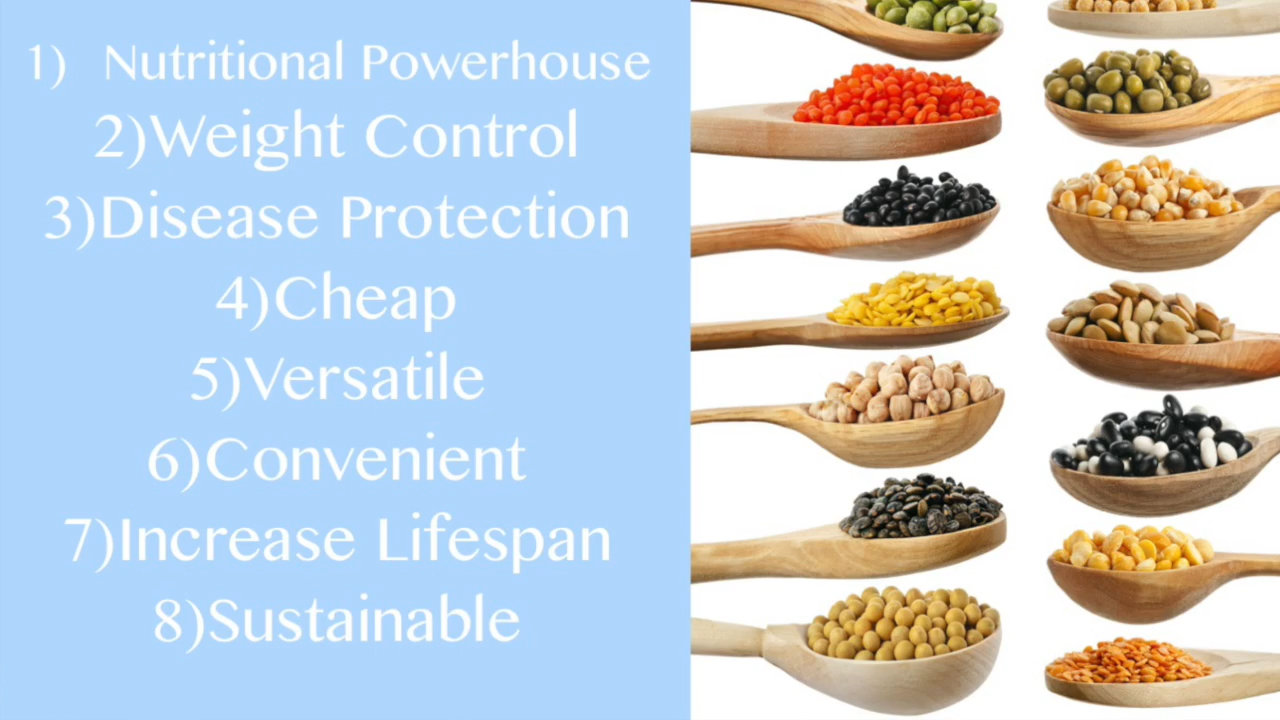 1) Nutritional Powerhouse
2)Weight Control
3)Disease Protection
4)Cheap
5)Versatile
6)Convenient
7)Increase Lifespan
8)Sustainable